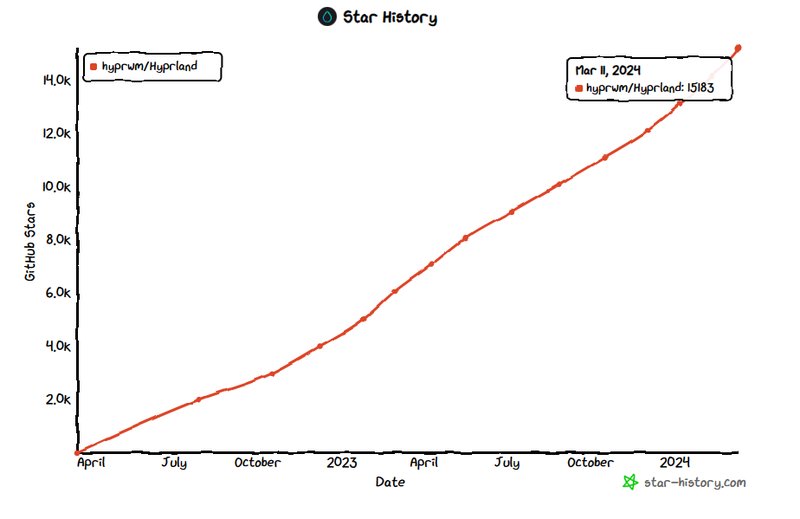 Star History
hyprwm/Hyprland
Mar 11, 2024
hyprwm/Hyprland: 15183
14.0k
12.0k
10.0k
8.0k
6.0k
4.0k
2.0k
GitHub Stars
April July October 2023 April July October 2024
Date
star-history.com